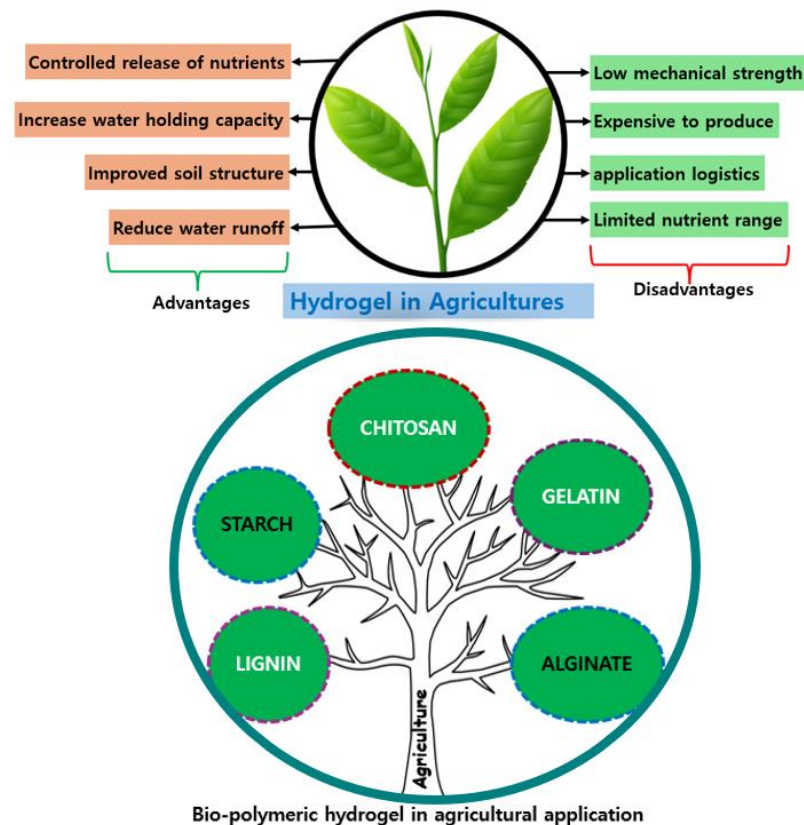 Controlled release of nutrients
Increase water holding capacity
Improved soil structure
Reduce water runoff
Advantages
Low mechanical strength
Expensive to produce
application logistics
Limited nutrient range
Disadvantages
Hydrogel in Agricultures
CHITOSAN
GELATIN
STARCH
LIGNIN
ALGINATE
Agriculture
Bio-polymeric hydrogel in agricultural application